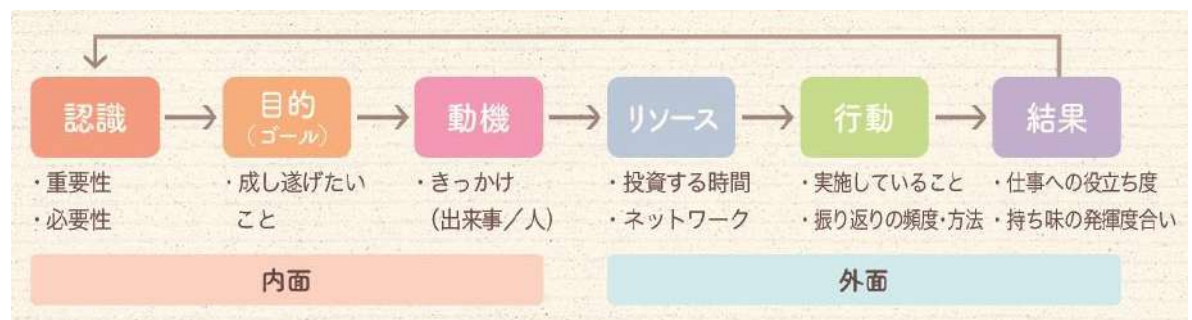 認識
目的
（ゴール）
動機
リソース
行動
結果
・重要性
・必要性
・成し遂げたい
こと
・きっかけ
（出来事／人）
・投資する時間
・ネットワーク
・実施していること
・振り返りの頻度・方法
・仕事への役立ち度
・持ち味の発揮度合い
内面
外面